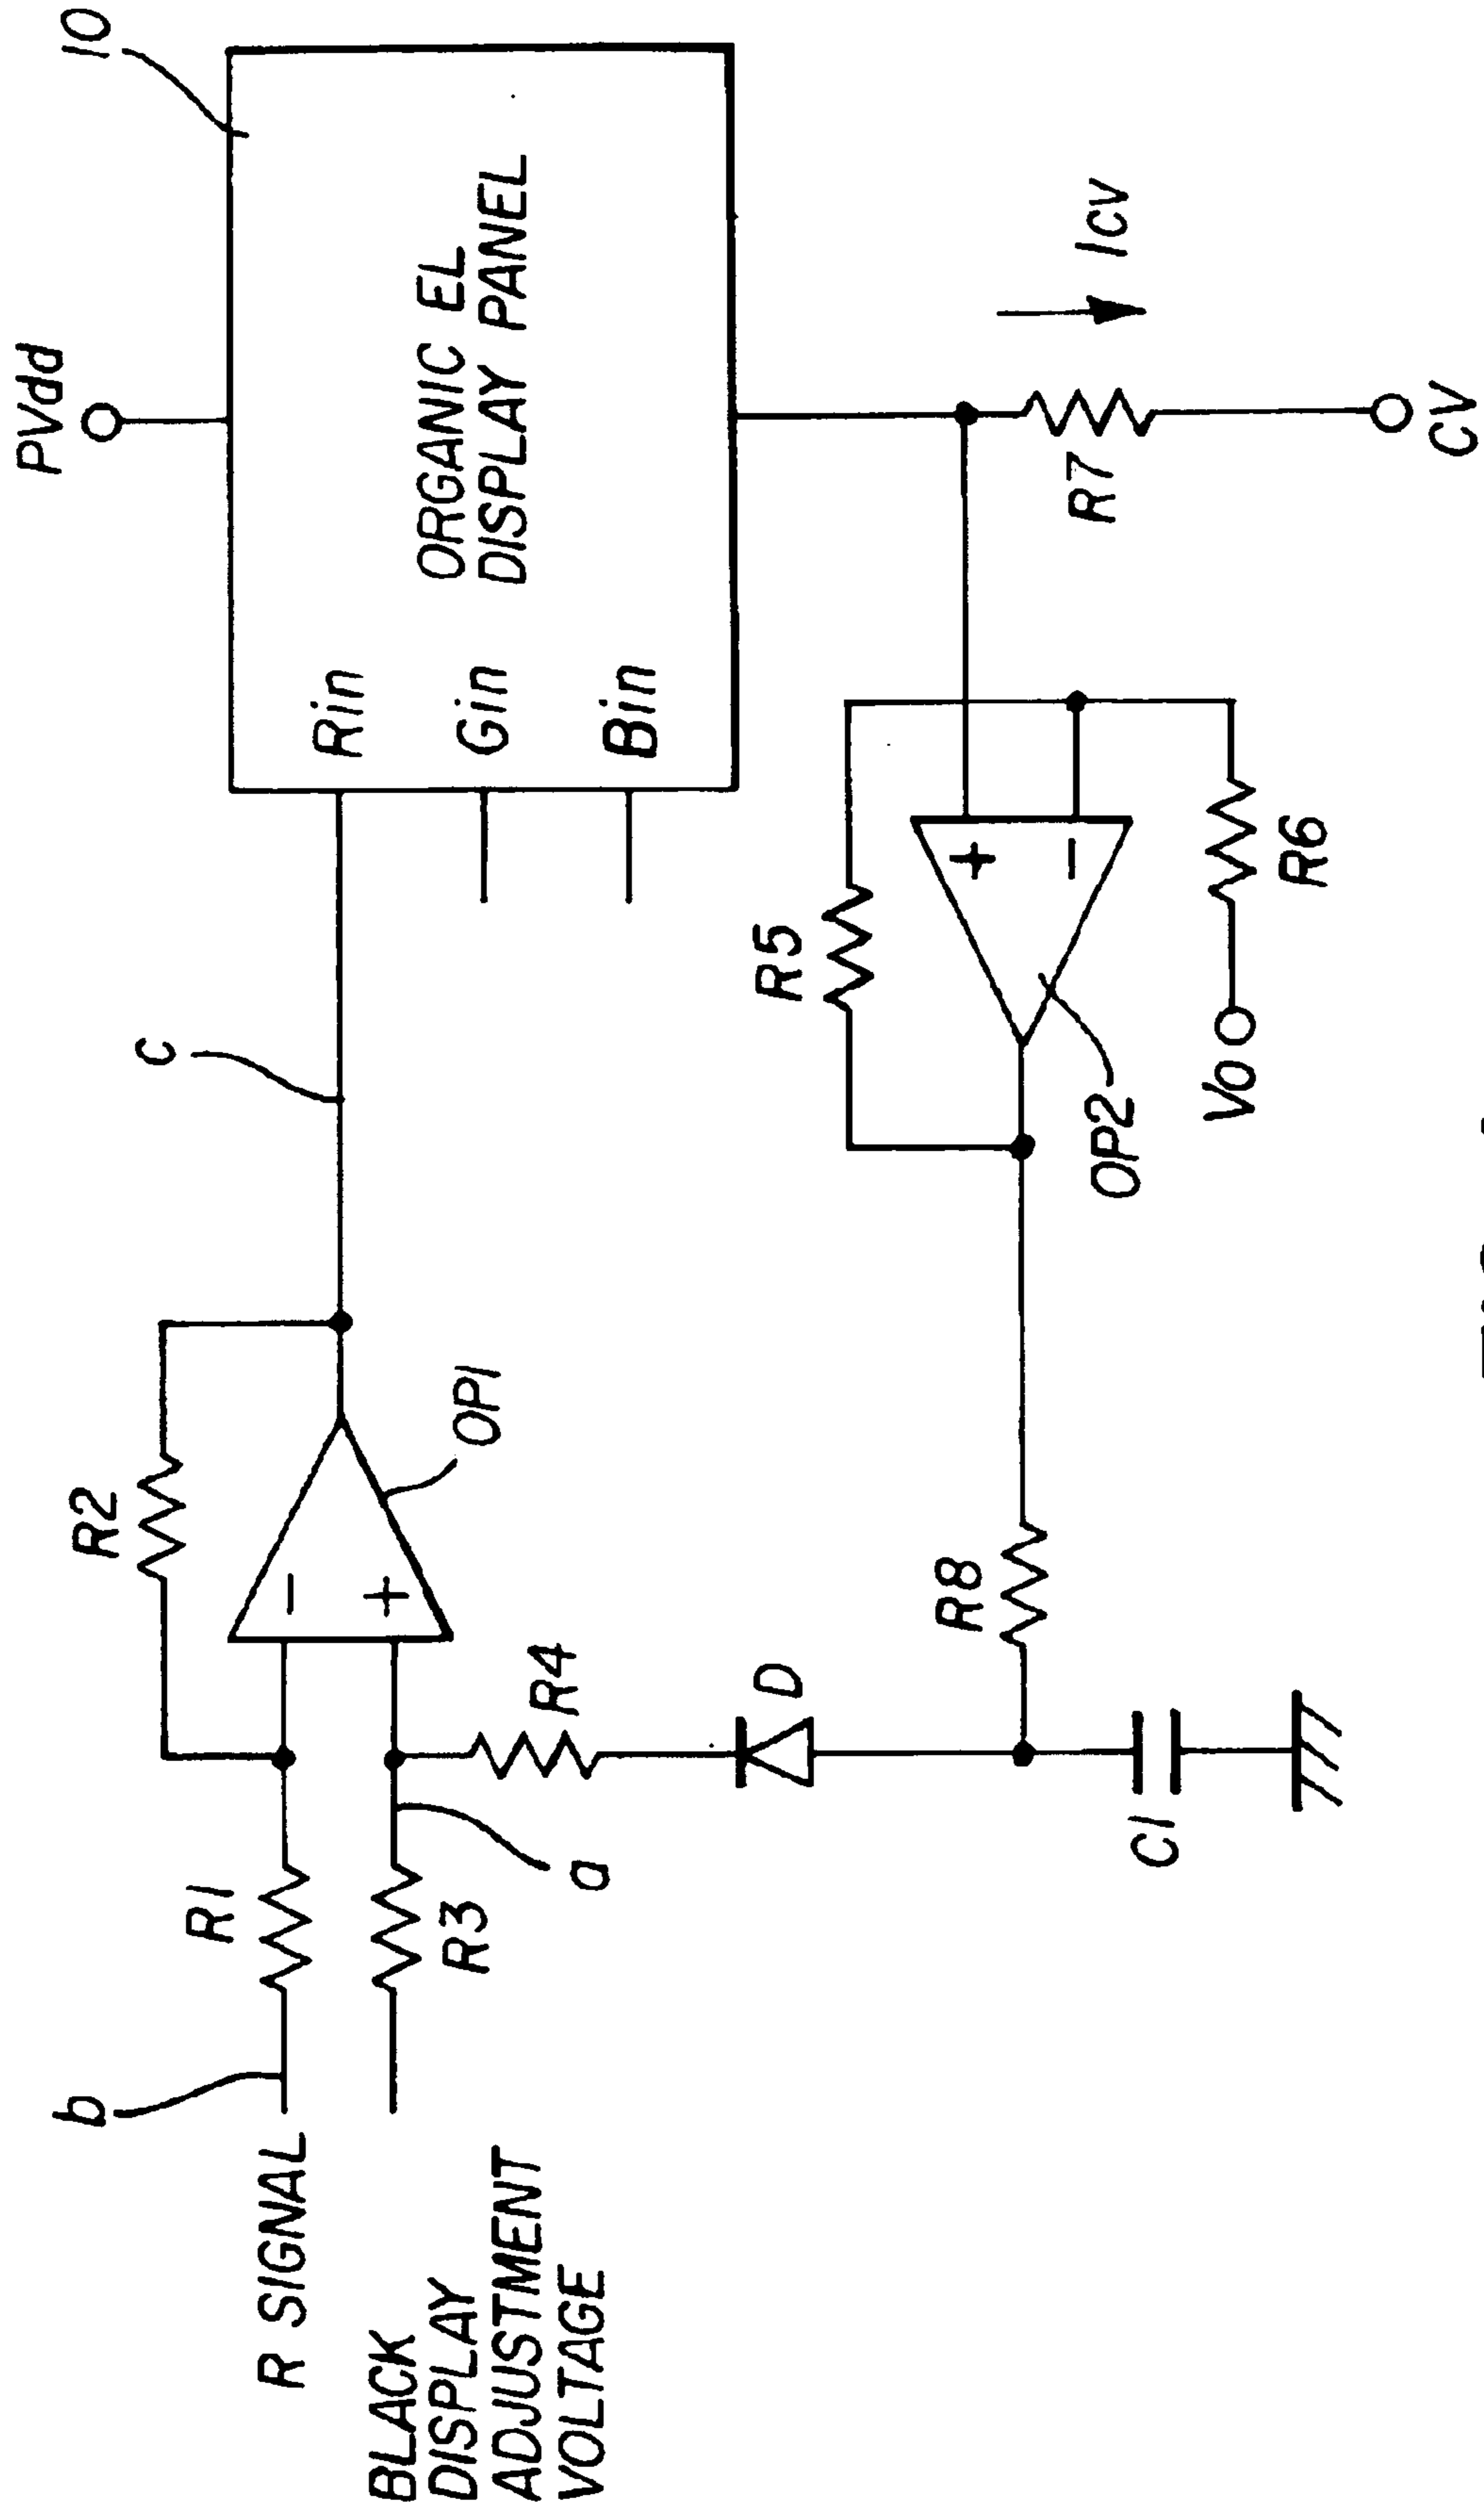 Pvdd
10
ORGANIC EL
DISPLAY PANEL
Rin
Gin
Bin
c
R2
OP1
R1
b
R SIGNAL
BLACK
DISPLAY
ADJUSTMENT
VOLTAGE
R3
a
R4
D
R8
C1
R5
OP2
R6
VO
R7
Icv
CV